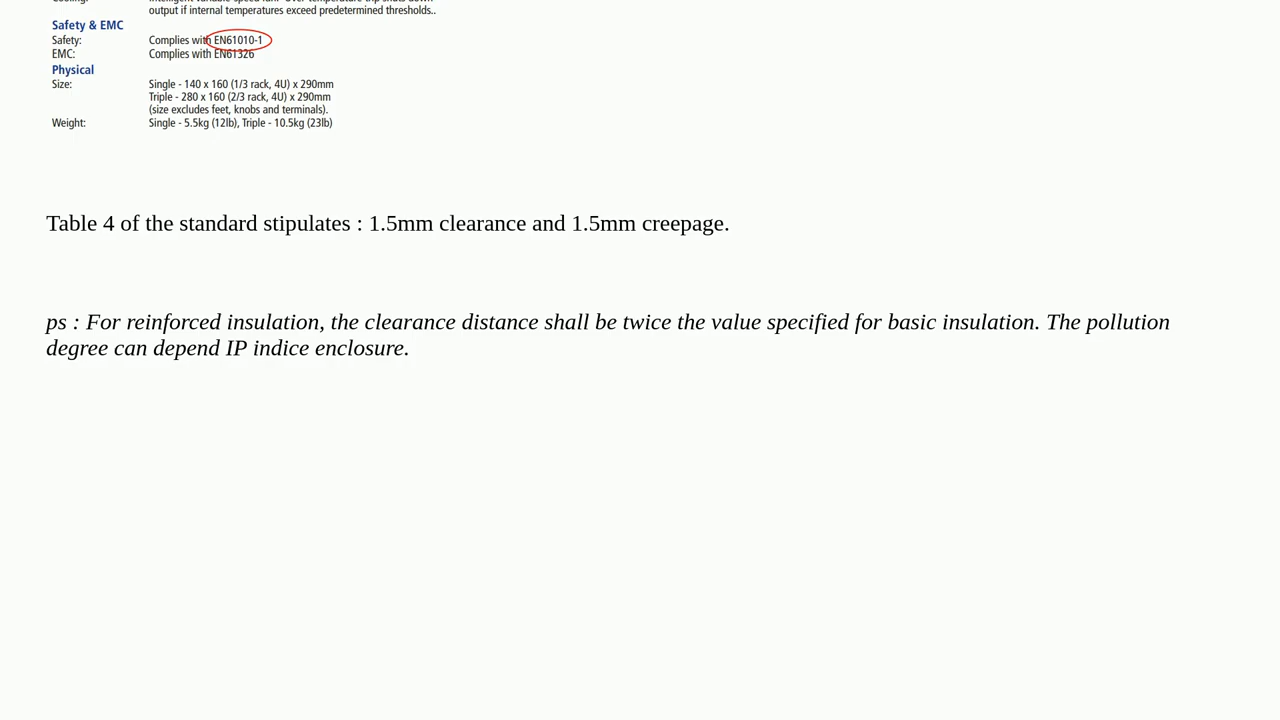 output if internal temperatures exceed predetermined thresholds..
Safety & EMC
Safety: Complies with EN61010-1
EMC: Complies with EN61326
Physical
Size: Single - 140 x 160 (1/3 rack, 4U) x 290mm
Triple - 280 x 160 (2/3 rack, 4U) x 290mm
(size excludes feet, knobs and terminals).
Weight: Single - 5.5kg (12lb), Triple - 10.5kg (23lb)
Table 4 of the standard stipulates : 1.5mm clearance and 1.5mm creepage.
ps : For reinforced insulation, the clearance distance shall be twice the value specified for basic insulation. The pollution
degree can depend IP indice enclosure.